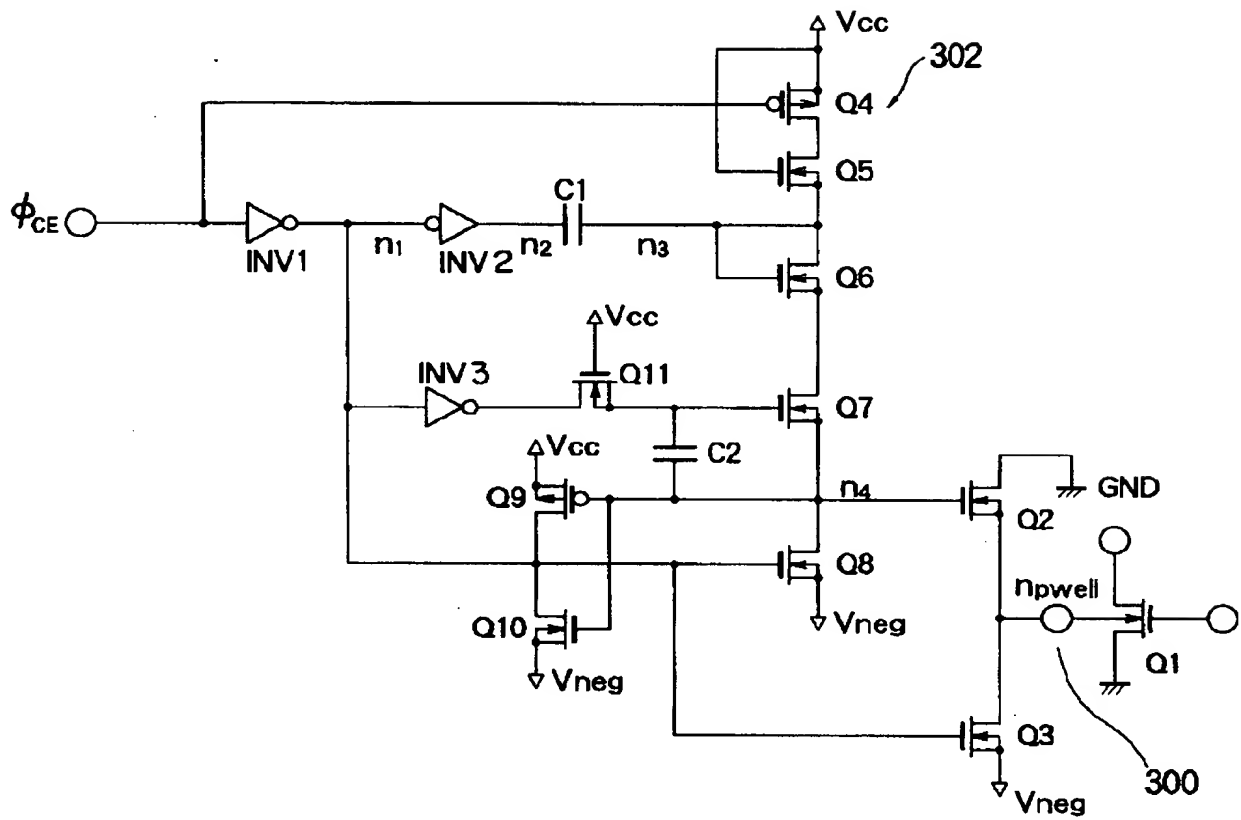 Vcc
302
Q4
Q5
C1
ϕCE
n1
n2
n3
INV1
INV2
Q6
Vcc
INV3
Q11
Q7
Vcc
C2
Q9
n4
GND
Q2
Q8
npwell
Q10
Vneg
Q1
Vneg
Q3
300
Vneg